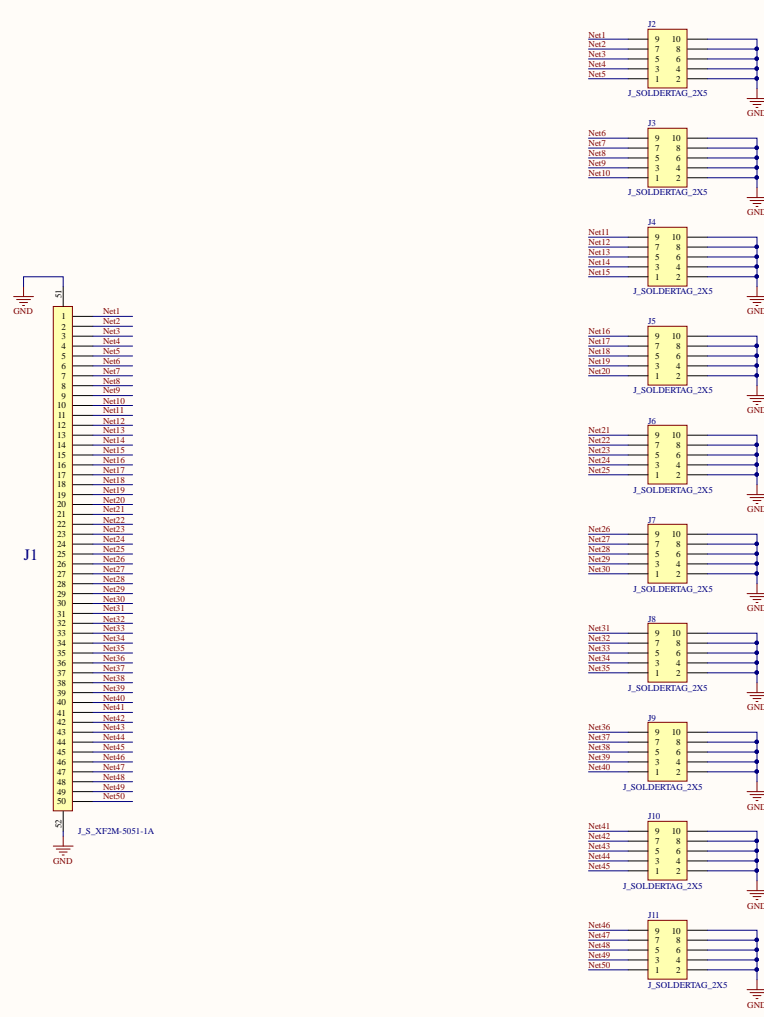 J2
Net1 9 10
Net2 7 8
Net3 5 6
Net4 3 4
Net5 1 2
J_SOLDERTAG_2X5
GND
J3
Net6 9 10
Net7 7 8
Net8 5 6
Net9 3 4
Net10 1 2
J_SOLDERTAG_2X5
GND
J4
Net11 9 10
Net12 7 8
Net13 5 6
Net14 3 4
Net15 1 2
J_SOLDERTAG_2X5
GND
J5
Net16 9 10
Net17 7 8
Net18 5 6
Net19 3 4
Net20 1 2
J_SOLDERTAG_2X5
GND
J6
Net21 9 10
Net22 7 8
Net23 5 6
Net24 3 4
Net25 1 2
J_SOLDERTAG_2X5
GND
J7
Net26 9 10
Net27 7 8
Net28 5 6
Net29 3 4
Net30 1 2
GND
J8
Net31 9 10
Net32 7 8
Net33 5 6
Net34 3 4
Net35 1 2
J_SOLDERTAG_2X5
GND
J9
Net36 9 10
Net37 7 8
Net38 5 6
Net39 3 4
Net40 1 2
J_SOLDERTAG_2X5
GND
J10
Net41 9 10
Net42 7 8
Net43 5 6
Net44 3 4
Net45 1 2
J_SOLDERTAG_2X5
GND
J11
Net46 9 10
Net47 7 8
Net48 5 6
Net49 3 4
Net50 1 2
J_SOLDERTAG_2X5
GND
GND
51
1 Net1
2 Net2
3 Net3
4 Net4
5 Net5
6 Net6
7 Net7
8 Net8
9 Net9
10 Net10
11 Net11
12 Net12
13 Net13
14 Net14
15 Net15
16 Net16
17 Net17
18 Net18
19 Net19
20 Net20
21 Net21
22 Net22
23 Net23
24 Net24
J1
25 Net25
26 Net26
27 Net27
28 Net28
29 Net29
30 Net30
31 Net31
32 Net32
33 Net33
34 Net34
35 Net35
36 Net36
37 Net37
38 Net38
39 Net39
40 Net40
41 Net41
42 Net42
43 Net43
44 Net44
45 Net45
46 Net46
47 Net47
48 Net48
49 Net49
50 Net50
52
J_S_XF2M-5051-1A
GND